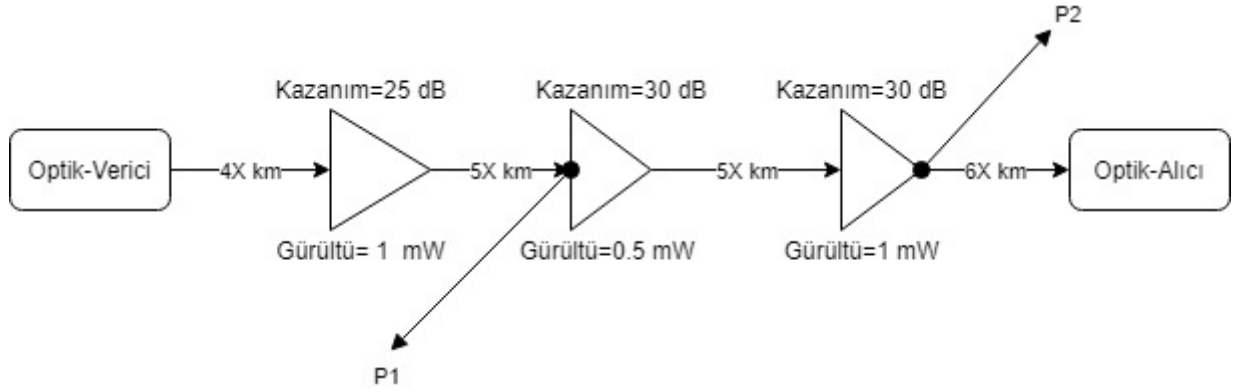 P2
Kazanım=25 dB
Kazanım=30 dB
Kazanım=30 dB
Optik-Verici
4X km
5X km
5X km
6X km
Optik-Alıcı
Gürültü= 1 mW
Gürültü=0.5 mW
Gürültü=1 mW
P1